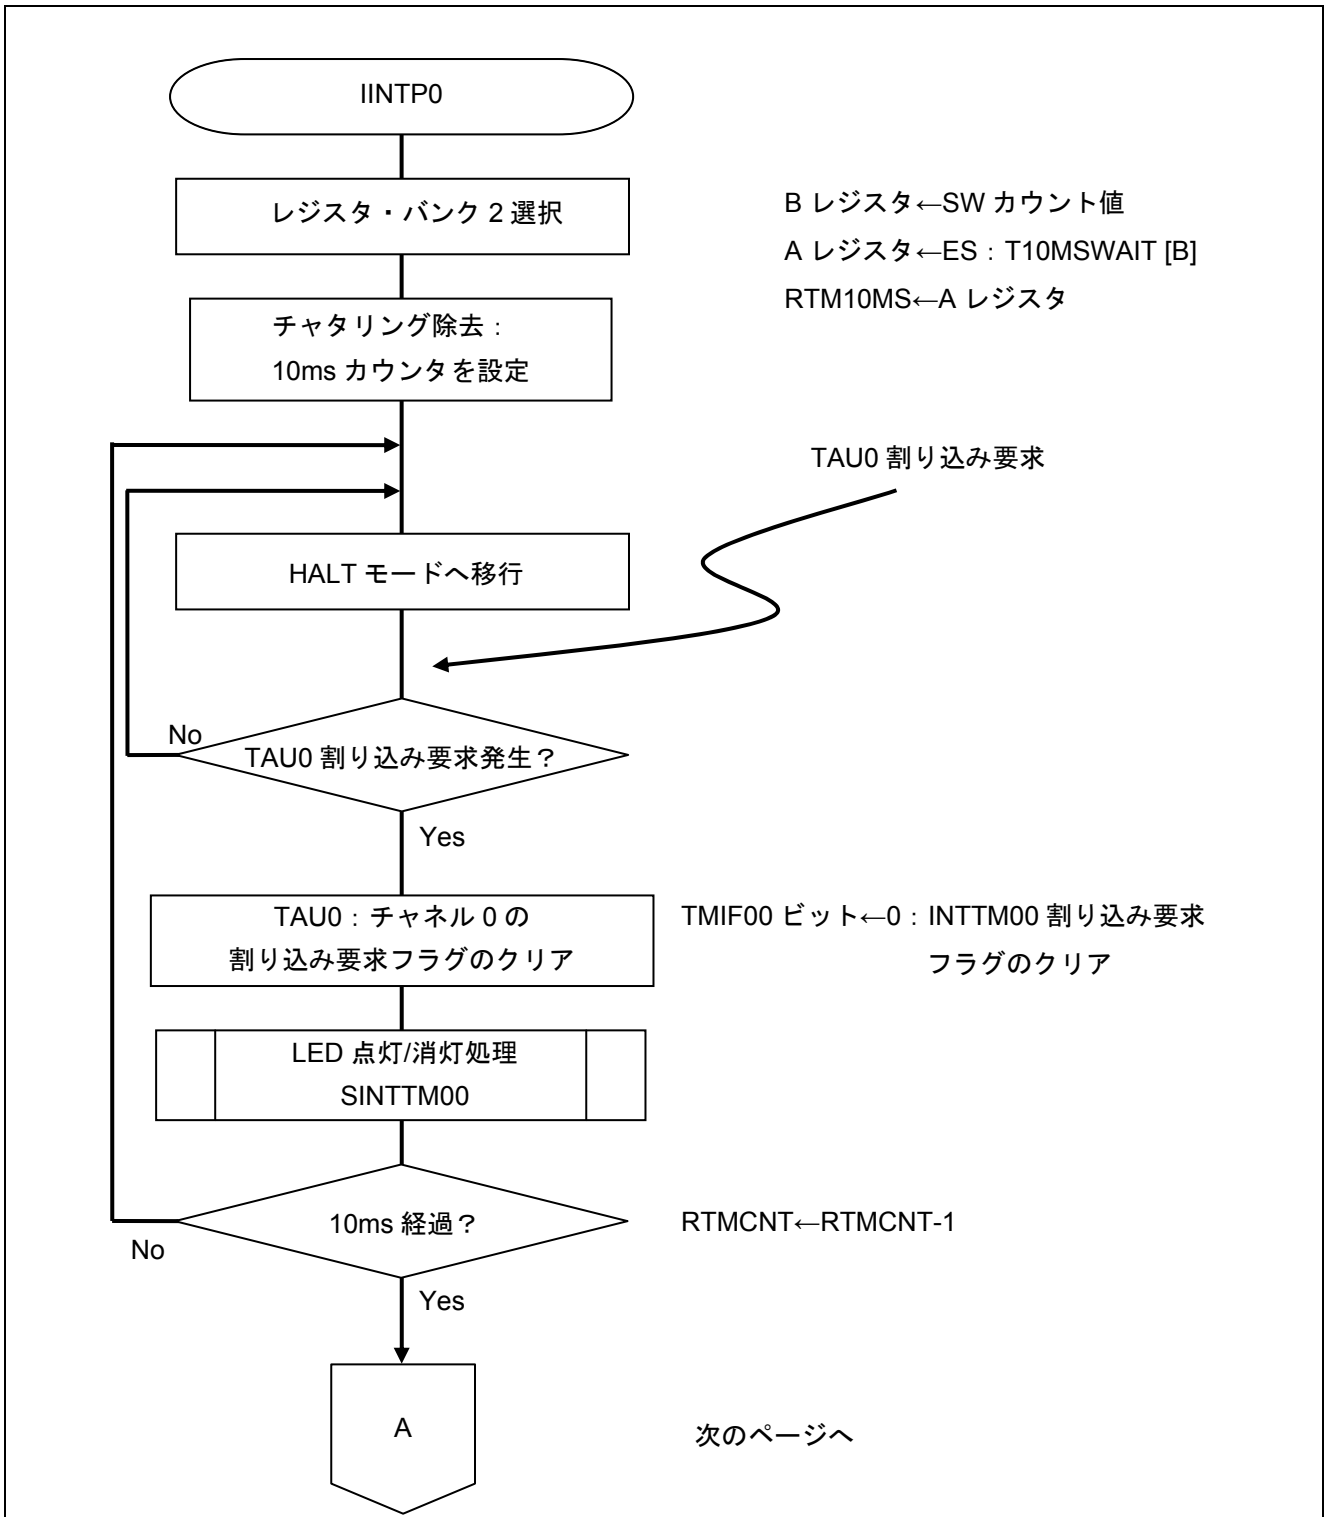 IINTP0
レジスタ・バンク 2 選択
B レジスタ←SW カウント値
A レジスタ←ES：T10MSWAIT [B]
RTM10MS←A レジスタ
チャタリング除去：
10ms カウンタを設定
TAU0 割り込み要求
HALT モードへ移行
No
TAU0 割り込み要求発生？
Yes
TAU0：チャネル 0 の
割り込み要求フラグのクリア
TMIF00 ビット←0：INTTM00 割り込み要求
フラグのクリア
LED 点灯/消灯処理
SINTTM00
10ms 経過？
RTMCNT←RTMCNT-1
No
Yes
A
次のページへ